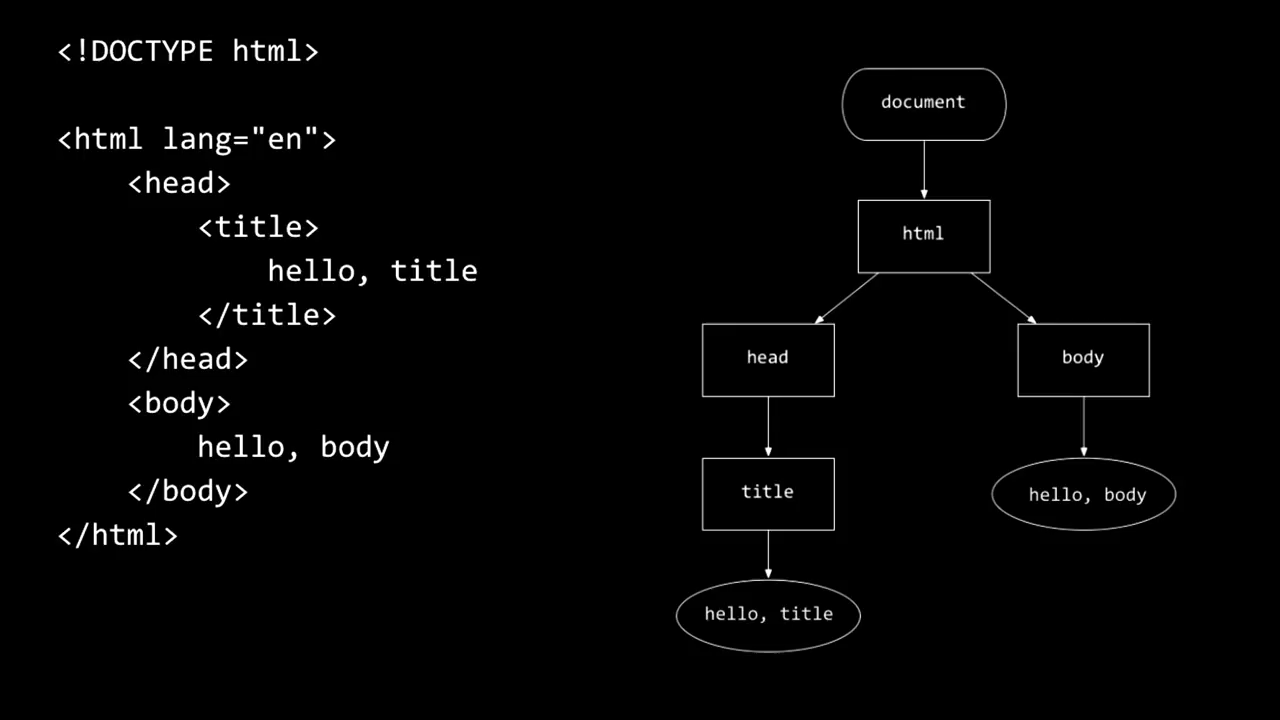 <!DOCTYPE html>
<html lang="en">
<head>
<title>
hello, title
</title>
</head>
<body>
hello, body
</body>
</html>
document
html
head
body
title
hello, body
hello, title